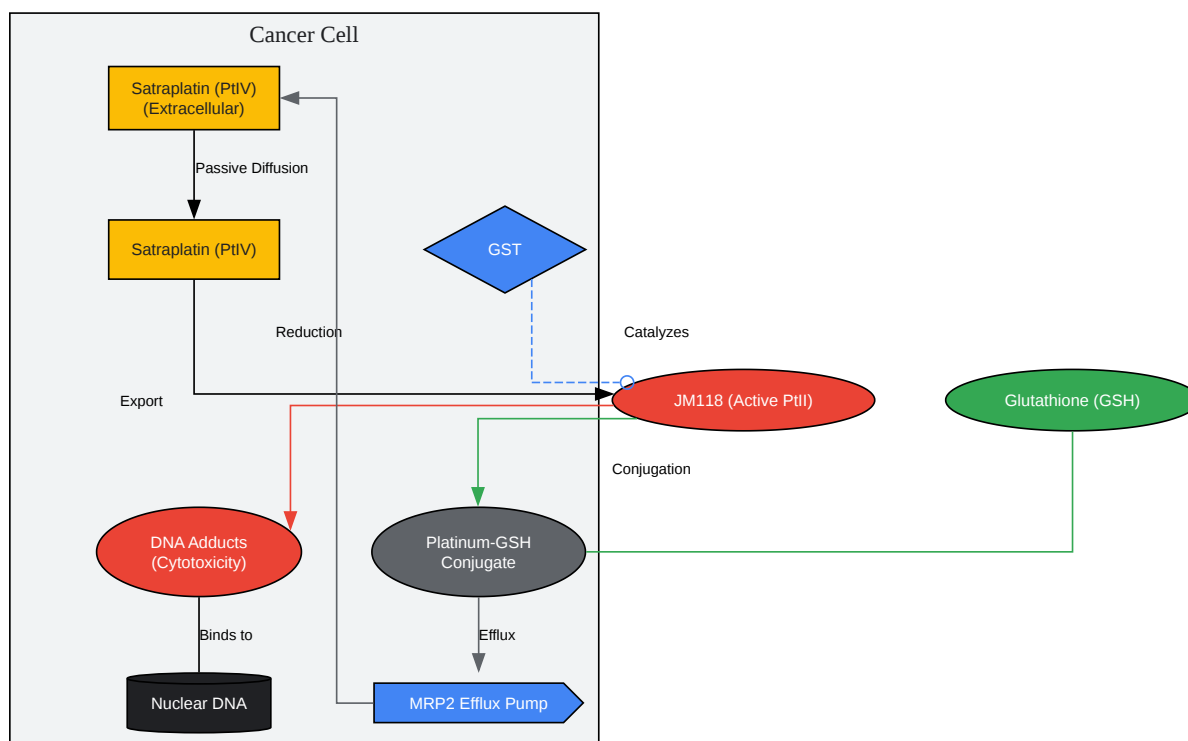 Cancer Cell
Satraplatin (PtIV)
(Extracellular)
Passive Diffusion
Satraplatin (PtIV)
GST
Reduction
Catalyzes
Export
JM118 (Active PtII)
Glutathione (GSH)
Conjugation
DNA Adducts
(Cytotoxicity)
Platinum-GSH
Conjugate
Binds to
Efflux
Nuclear DNA
MRP2 Efflux Pump